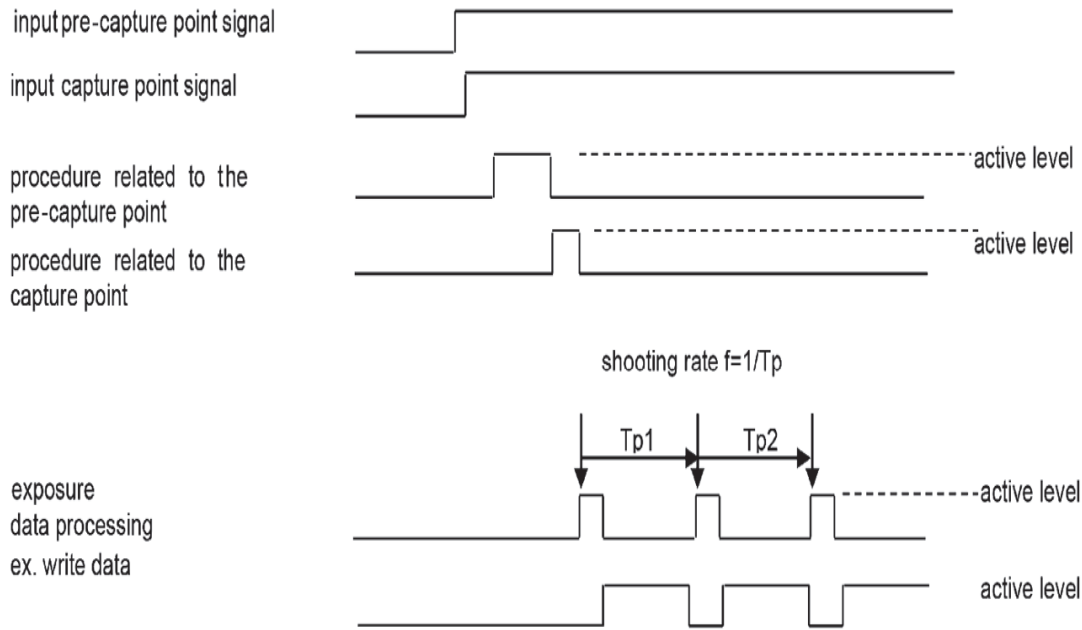 input pre-capture point signal
input capture point signal
procedure related to the
pre-capture point
active level
procedure related to the
capture point
active level
shooting rate f=1/Tp
Tp1
Tp2
exposure
data processing
ex. write data
active level
active level